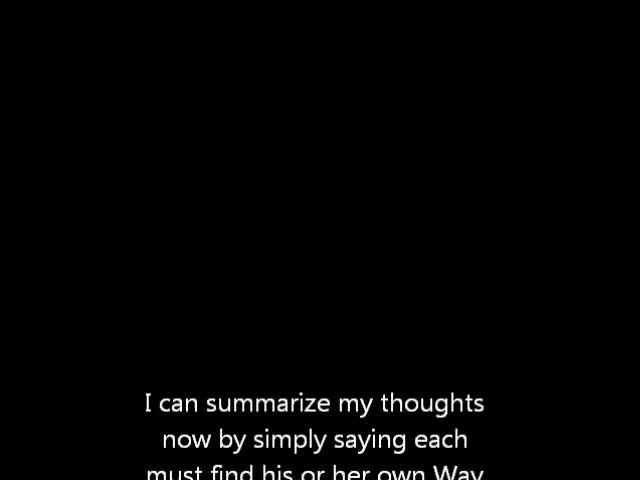 I can summarize my thoughts
now by simply saying each
must find his or her own Way